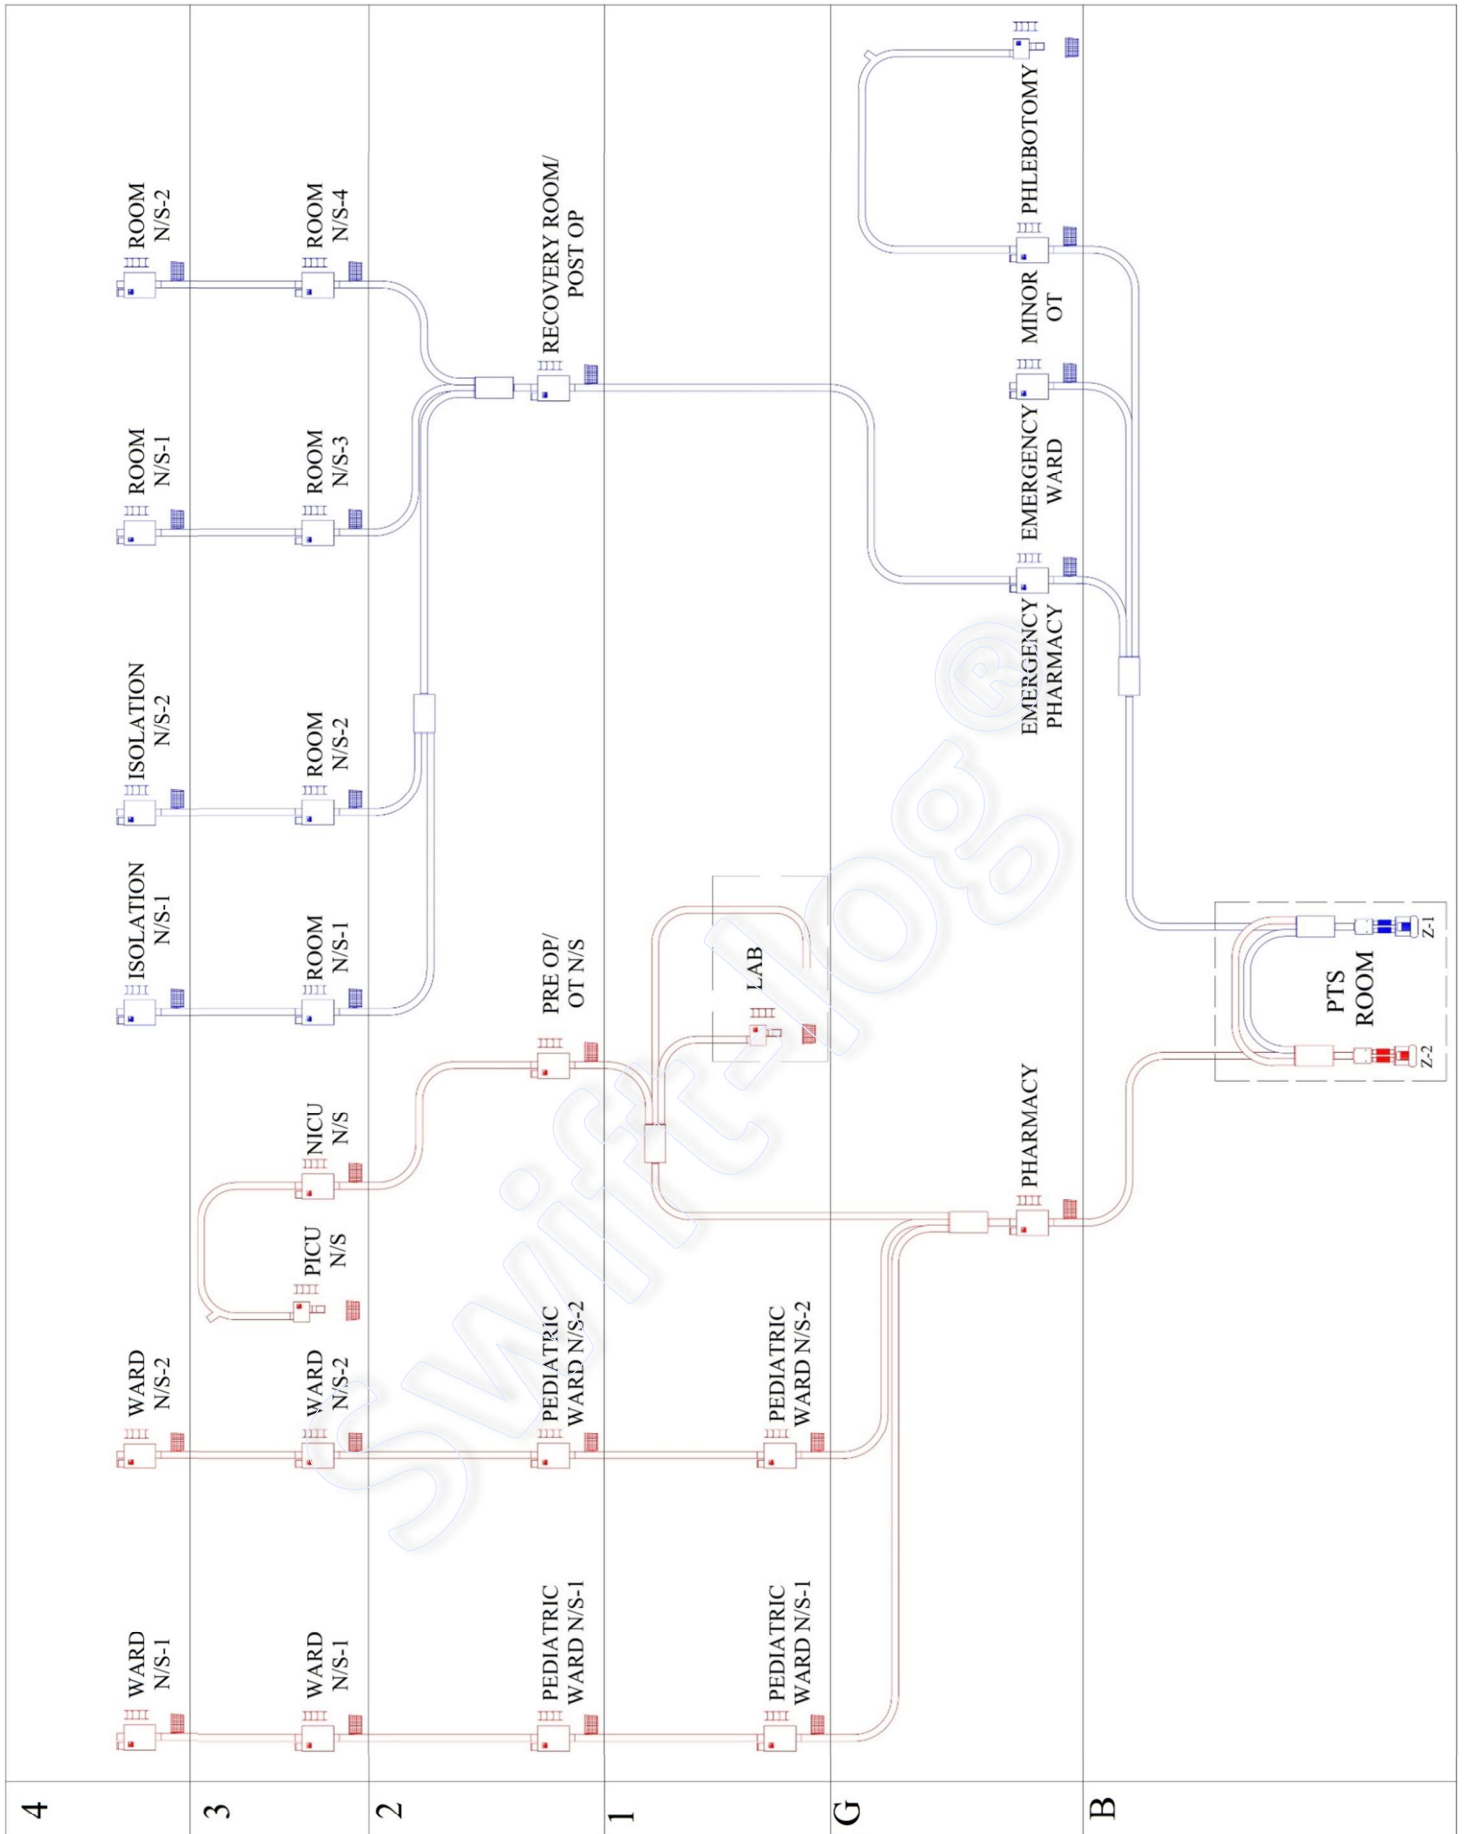 4
WARD
N/S-1
WARD
N/S-2
ISOLATION
N/S-1
ISOLATION
N/S-2
ROOM
N/S-1
ROOM
N/S-2
3
WARD
N/S-1
WARD
N/S-2
PICU
N/S
NICU
N/S
ROOM
N/S-1
ROOM
N/S-2
ROOM
N/S-3
ROOM
N/S-4
2
PEDIATRIC
WARD N/S-1
PEDIATRIC
WARD N/S-2
PRE OP/
OT N/S
RECOVERY ROOM/
POST OP
1
PEDIATRIC
WARD N/S-1
PEDIATRIC
WARD N/S-2
LAB
G
PHARMACY
EMERGENCY
PHARMACY
EMERGENCY
WARD
MINOR
OT
PHLEBOTOMY
B
PTS
ROOM
Z-2
Z-1
Swift-log®